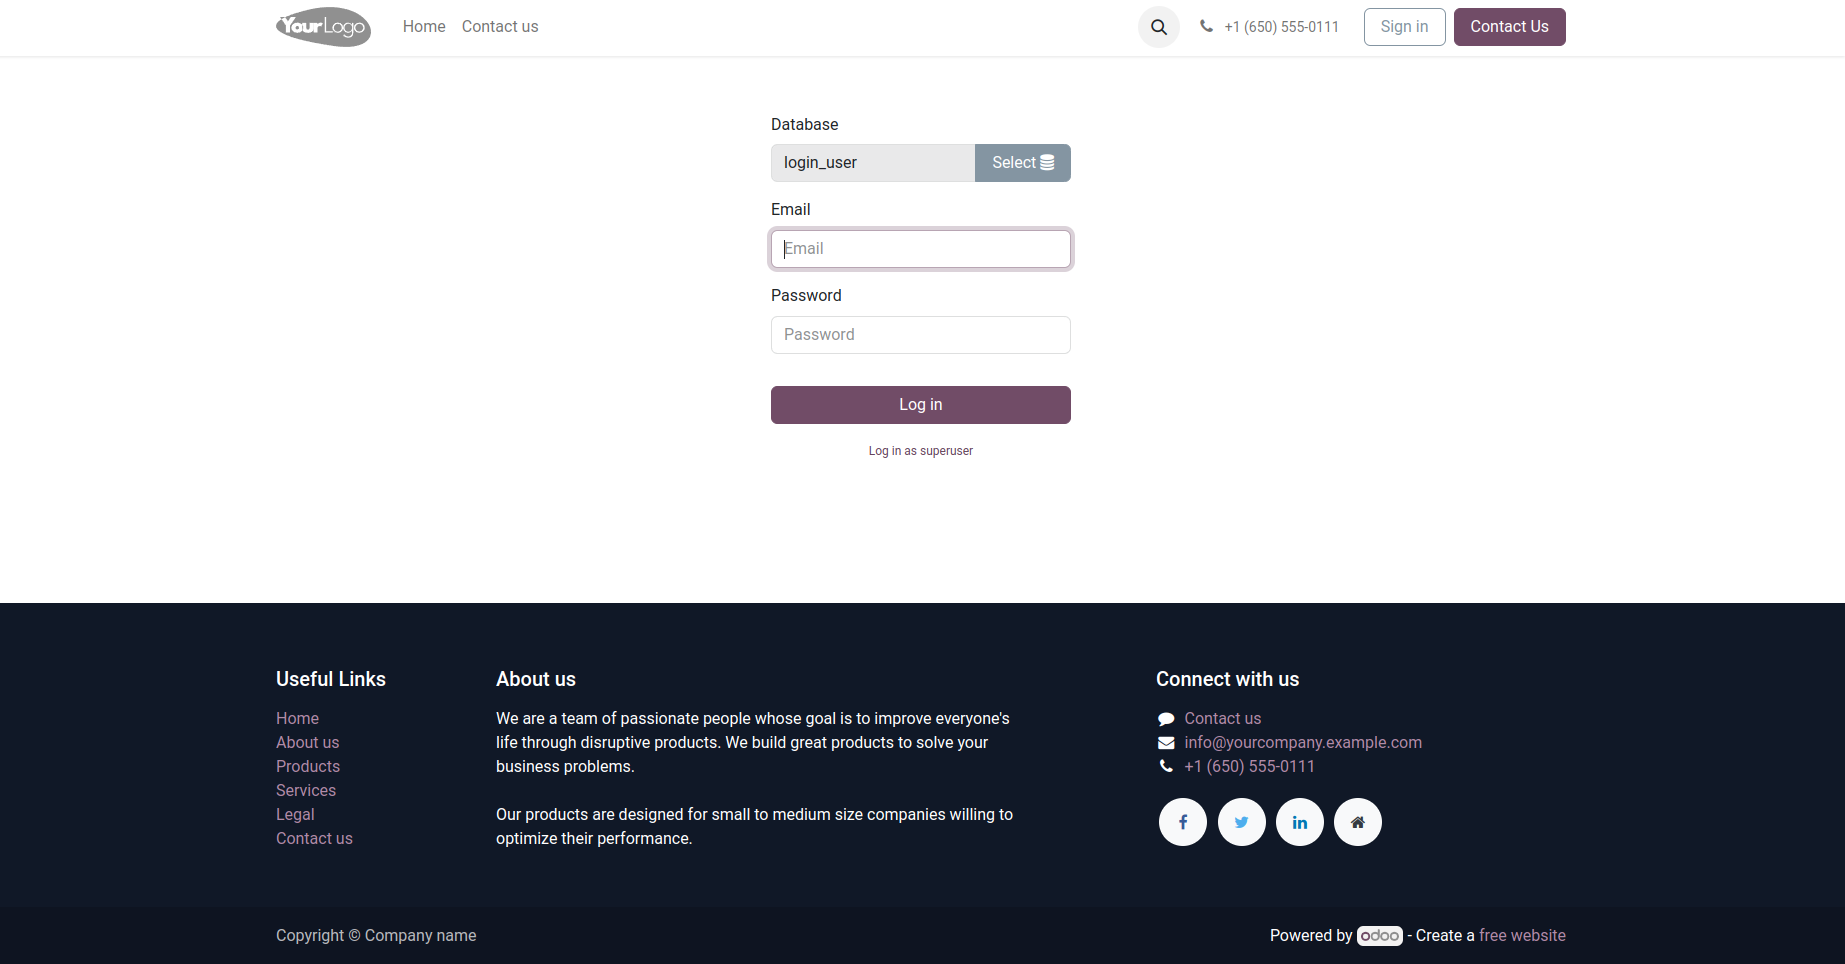 YourLogo
Home
Contact us
+1 (650) 555-0111
Sign in
Contact Us
Database
login_user
Select
Email
Email
Password
Password
Log in
Log in as superuser
Useful Links
Home
About us
Products
Services
Legal
Contact us
About us
We are a team of passionate people whose goal is to improve everyone's
life through disruptive products. We build great products to solve your
business problems.
Our products are designed for small to medium size companies willing to
optimize their performance.
Connect with us
Contact us
info@yourcompany.example.com
+1 (650) 555-0111
Copyright © Company name
Powered by odoo - Create a free website